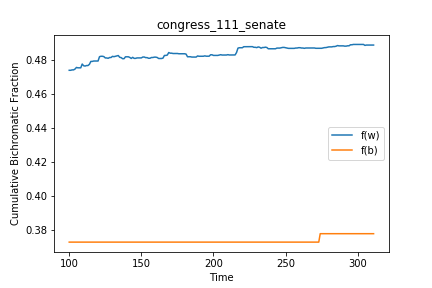 congress_111_senate
Cumulative Bichromatic Fraction
0.48
0.46
0.44
0.42
0.40
0.38
f(w)
f(b)
100
150
200
250
300
Time